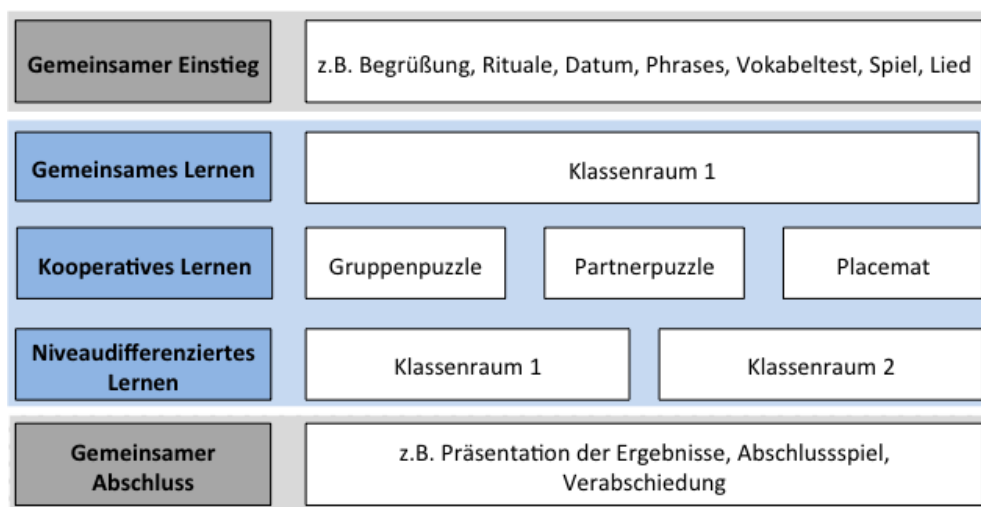 Gemeinsamer Einstieg
z.B. Begrüßung, Rituale, Datum, Phrases, Vokabeltest, Spiel, Lied
Gemeinsames Lernen
Klassenraum 1
Kooperatives Lernen
Gruppenpuzzle
Partnerpuzzle
Placemat
Niveaudifferenziertes
Lernen
Klassenraum 1
Klassenraum 2
Gemeinsamer
Abschluss
z.B. Präsentation der Ergebnisse, Abschlussspiel,
Verabschiedung